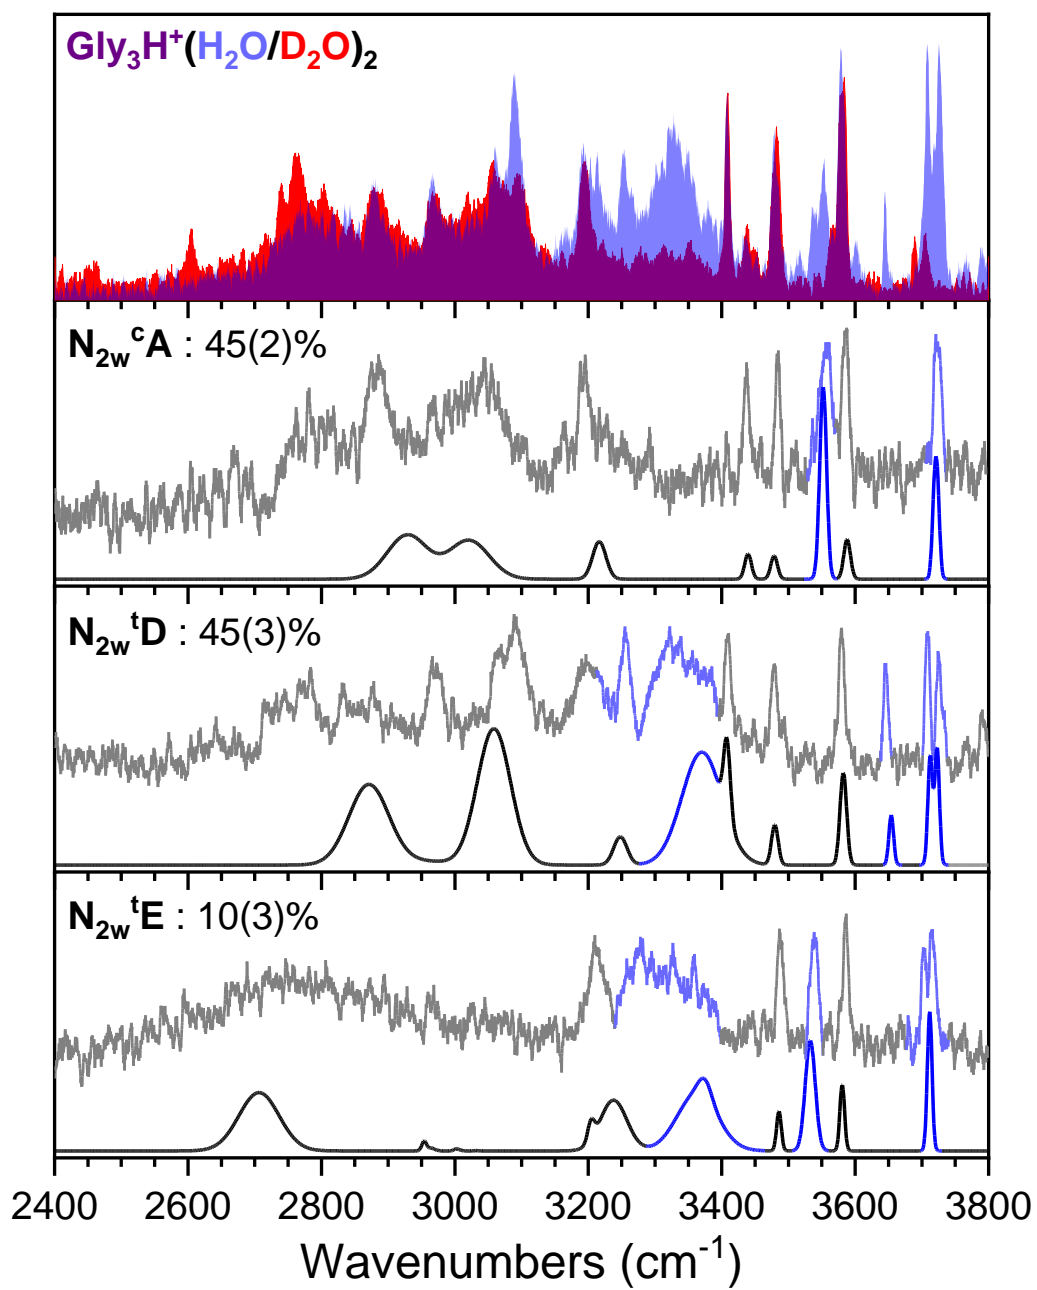 Gly₃H⁺(H₂O/D₂O)₂
N₂wᶜA : 45(2)%
N₂wᵗD : 45(3)%
N₂wᵗE : 10(3)%
2400 2600 2800 3000 3200 3400 3600 3800
Wavenumbers (cm⁻¹)